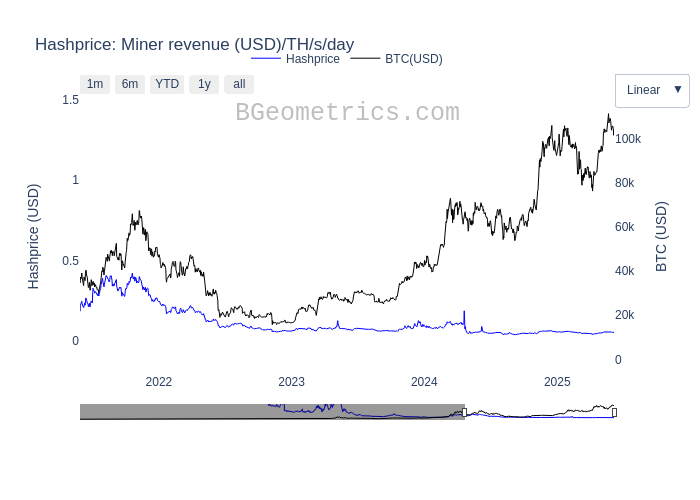 Hashprice: Miner revenue (USD)/TH/s/day
Hashprice BTC(USD)
1m 6m YTD 1y all
Linear ▼
BGeometrics.com
1.5
1
0.5
0
Hashprice (USD)
100k
80k
60k
40k
20k
0
BTC (USD)
2022 2023 2024 2025